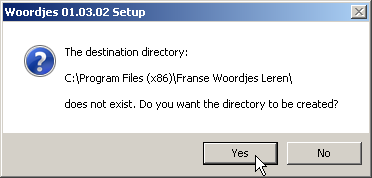 Woordjes 01.03.02 Setup
The destination directory:
C:\Program Files (x86)\Franse Woordjes Leren\
does not exist. Do you want the directory to be created?
Yes
No